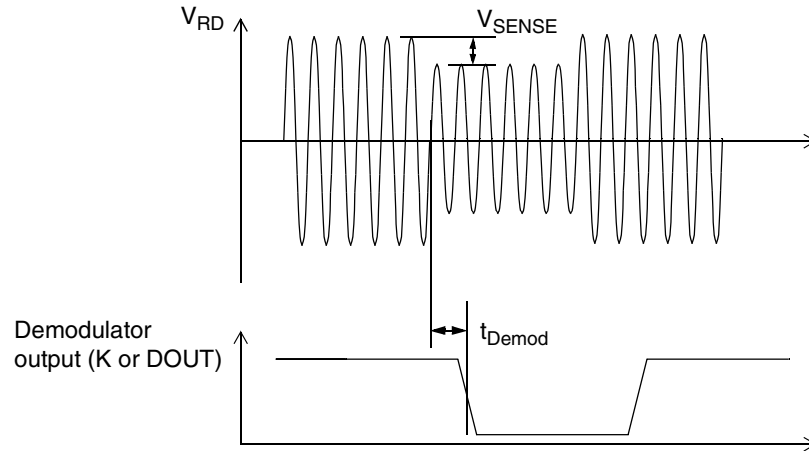 V_RD
V_SENSE
Demodulator
output (K or DOUT)
t_Demod